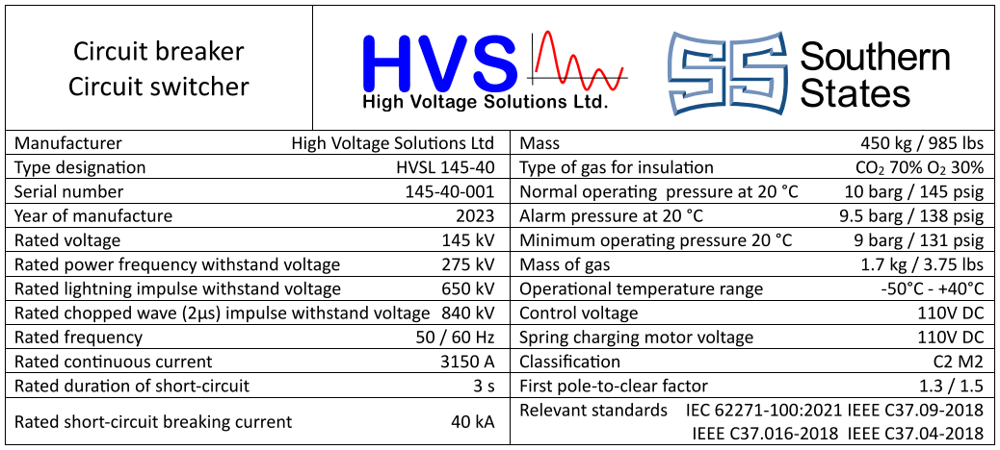 Circuit breaker
Circuit switcher
HVS
High Voltage Solutions Ltd.
SS
Southern
States
Manufacturer High Voltage Solutions Ltd
Type designation HVSL 145-40
Serial number 145-40-001
Year of manufacture 2023
Rated voltage 145 kV
Rated power frequency withstand voltage 275 kV
Rated lightning impulse withstand voltage 650 kV
Rated chopped wave (2µs) impulse withstand voltage 840 kV
Rated frequency 50 / 60 Hz
Rated continuous current 3150 A
Rated duration of short-circuit 3 s
Rated short-circuit breaking current 40 kA
Mass 450 kg / 985 lbs
Type of gas for insulation CO₂ 70% O₂ 30%
Normal operating pressure at 20 °C 10 barg / 145 psig
Alarm pressure at 20 °C 9.5 barg / 138 psig
Minimum operating pressure 20 °C 9 barg / 131 psig
Mass of gas 1.7 kg / 3.75 lbs
Operational temperature range -50°C - +40°C
Control voltage 110V DC
Spring charging motor voltage 110V DC
Classification C2 M2
First pole-to-clear factor 1.3 / 1.5
Relevant standards IEC 62271-100:2021 IEEE C37.09-2018
IEEE C37.016-2018 IEEE C37.04-2018